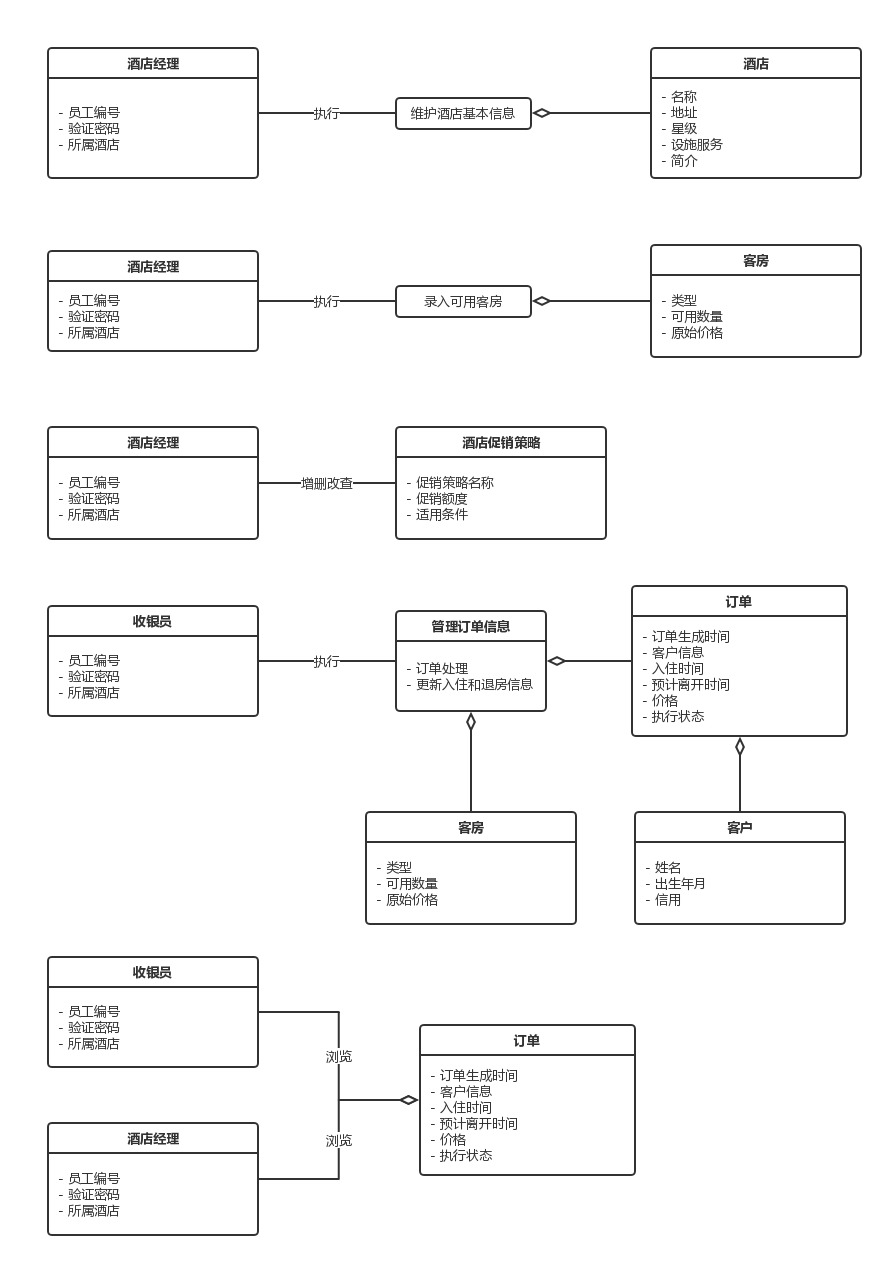 酒店经理
- 员工编号
- 验证密码
- 所属酒店
执行
维护酒店基本信息
酒店
- 名称
- 地址
- 星级
- 设施服务
- 简介
酒店经理
- 员工编号
- 验证密码
- 所属酒店
执行
录入可用客房
客房
- 类型
- 可用数量
- 原始价格
酒店经理
- 员工编号
- 验证密码
- 所属酒店
增删改查
酒店促销策略
- 促销策略名称
- 促销额度
- 适用条件
收银员
- 员工编号
- 验证密码
- 所属酒店
执行
管理订单信息
- 订单处理
- 更新入住和退房信息
订单
- 订单生成时间
- 客户信息
- 入住时间
- 预计离开时间
- 价格
- 执行状态
客房
- 类型
- 可用数量
- 原始价格
客户
- 姓名
- 出生年月
- 信用
收银员
- 员工编号
- 验证密码
- 所属酒店
浏览
订单
- 订单生成时间
- 客户信息
- 入住时间
- 预计离开时间
- 价格
- 执行状态
浏览
酒店经理
- 员工编号
- 验证密码
- 所属酒店